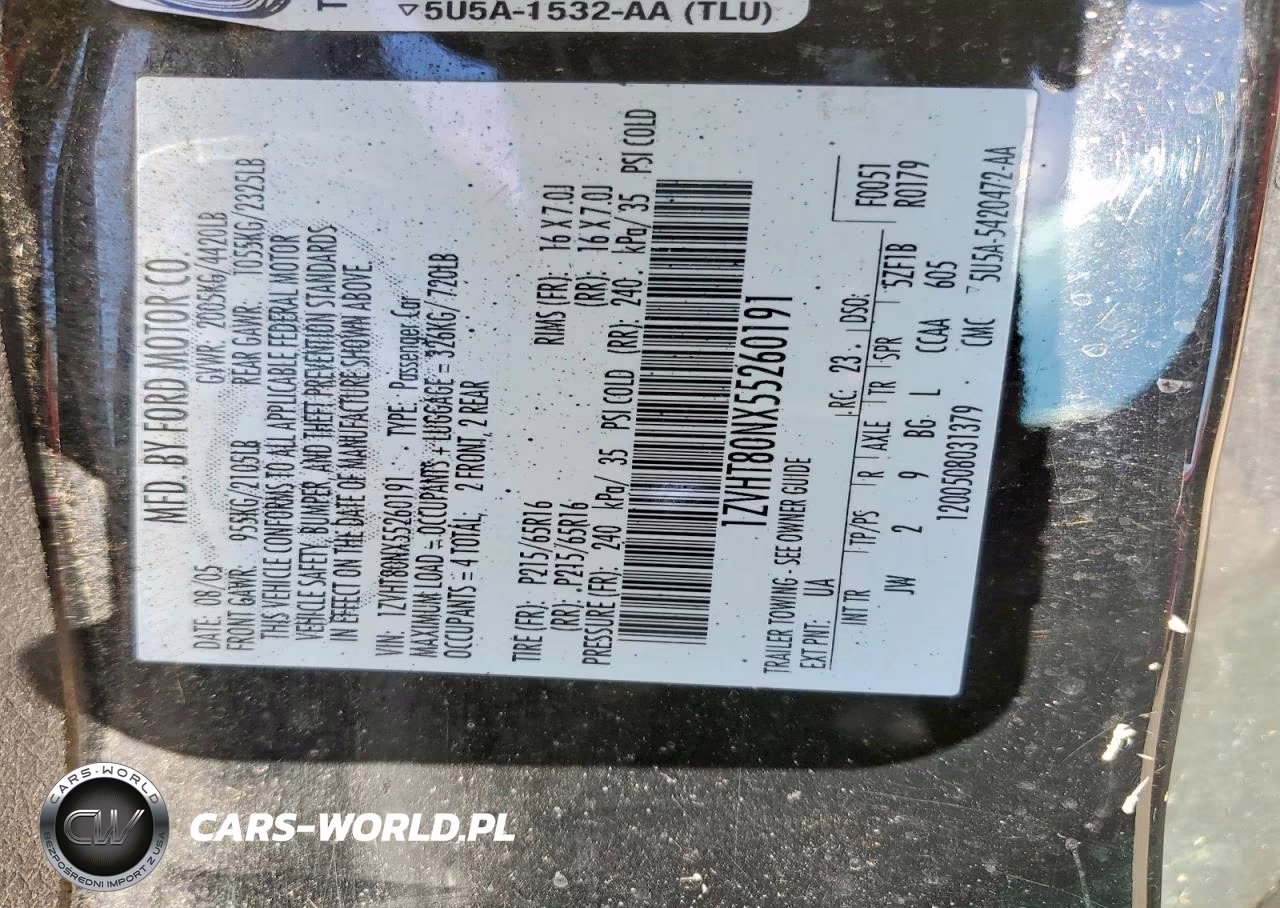 5U5A-1532-AA (TLU)
MFD. BY FORD MOTOR CO.
DATE: 08/05 GVWR: 2005KG/4420LB
FRONT GAWR: 955KG/2105LB REAR GAWR: 1055KG/2325LB
THIS VEHICLE CONFORMS TO ALL APPLICABLE FEDERAL MOTOR
VEHICLE SAFETY, BUMPER, AND THEFT PREVENTION STANDARDS
IN EFFECT ON THE DATE OF MANUFACTURE SHOWN ABOVE.
VIN: 1ZVHT80NX55260191 TYPE: Passenger Car
MAXIMUM LOAD = OCCUPANTS + LUGGAGE = 326KG/720LB
OCCUPANTS = 4 TOTAL, 2 FRONT, 2 REAR
TIRE (FR): P215/65R16 RIMS (FR): 16 X 7.0J
(RR): P215/65R16 (RR): 16 X 7.0J
PRESSURE (FR): 240 kPa/ 35 PSI COLD (RR): 240 kPa/ 35 PSI COLD
1ZVHT80NX55260191
TRAILER TOWING - SEE OWNER GUIDE
EXT PNT: UA RC: 23 DSO: F0051
INT TR TP/PS R AXLE TR SPR R0179
JW 2 9 BG L CCAA 5ZF1B 605
1200508031379 CMC ▽5U5A-5420472-AA
CARS-WORLD
CW
BEZPOŚREDNI IMPORT Z USA
CARS-WORLD.PL